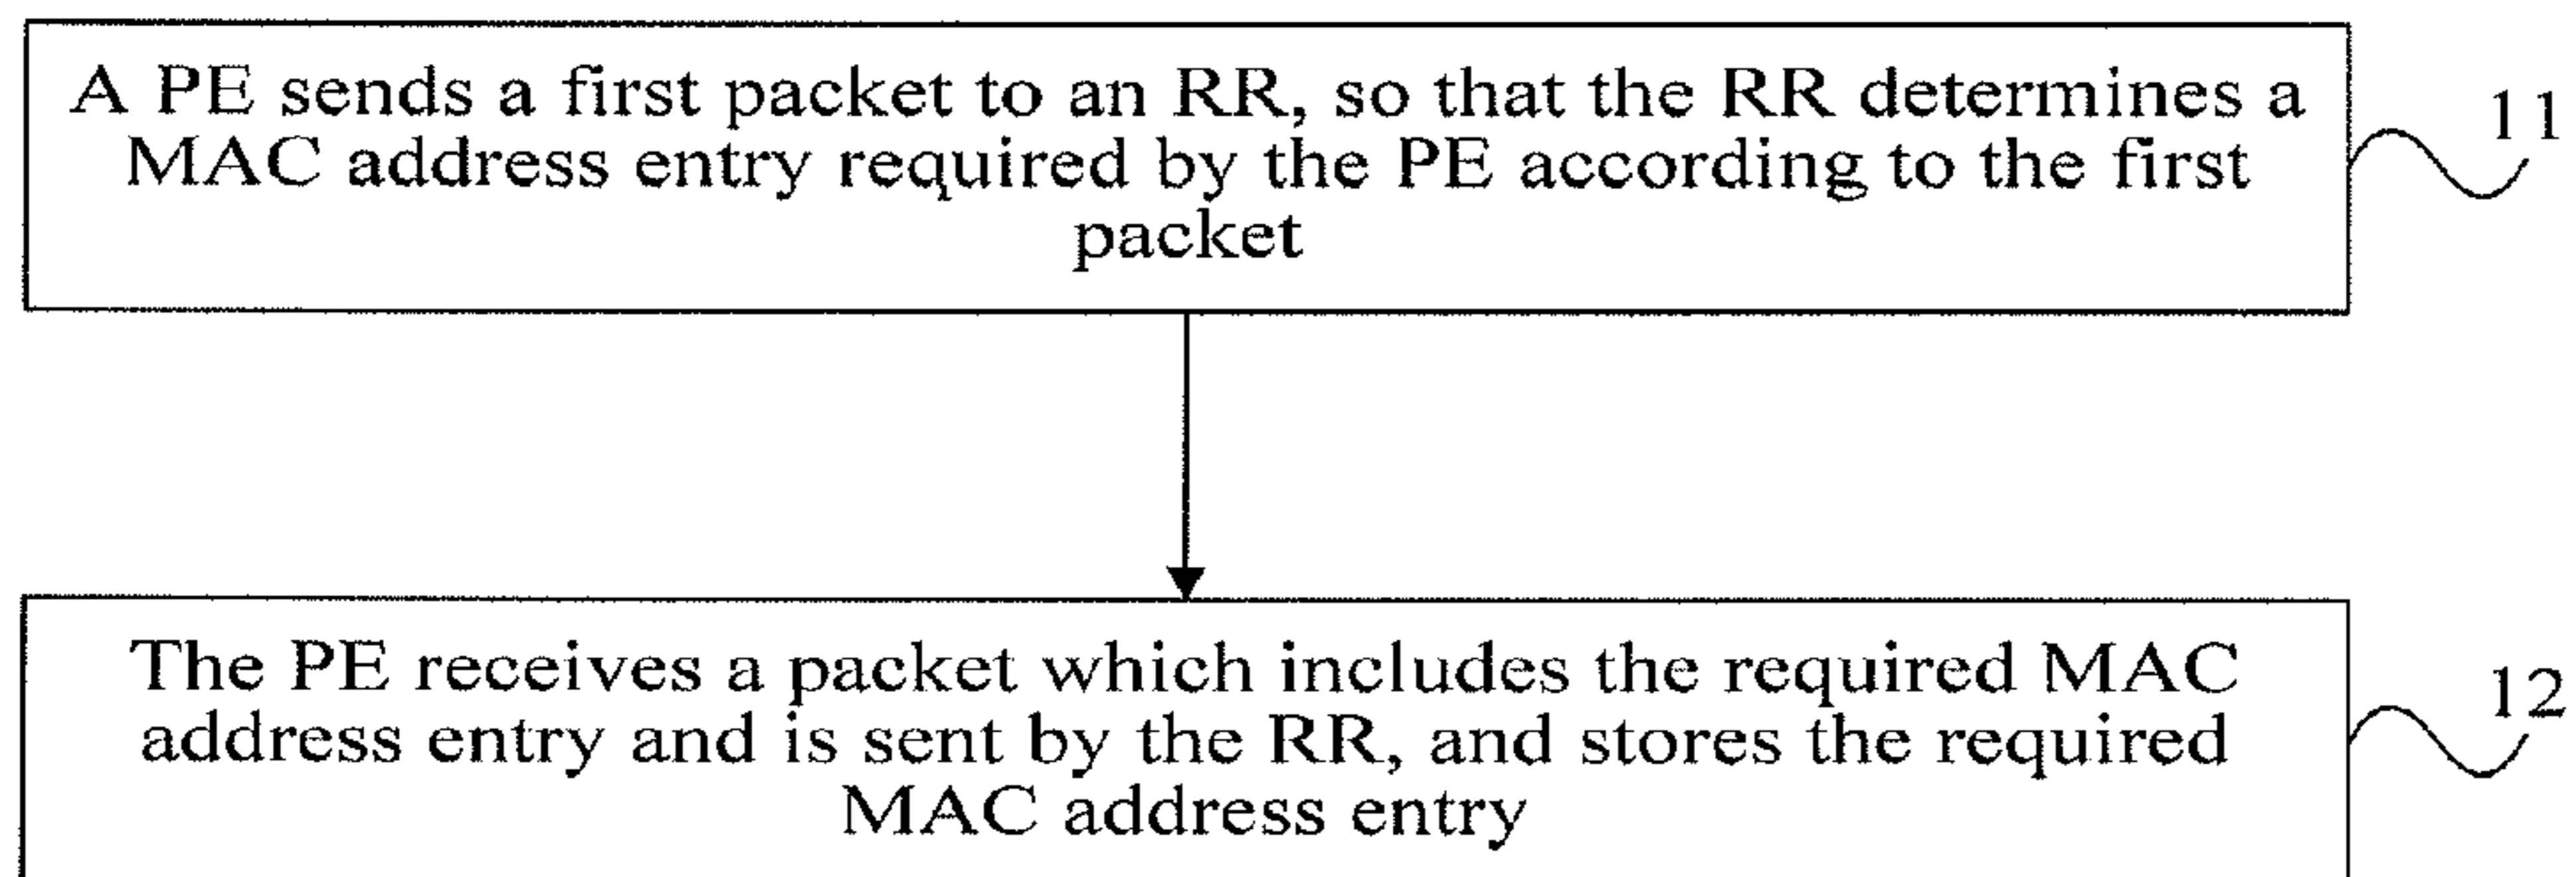 A PE sends a first packet to an RR, so that the RR determines a
MAC address entry required by the PE according to the first
packet
11
The PE receives a packet which includes the required MAC
address entry and is sent by the RR, and stores the required
MAC address entry
12